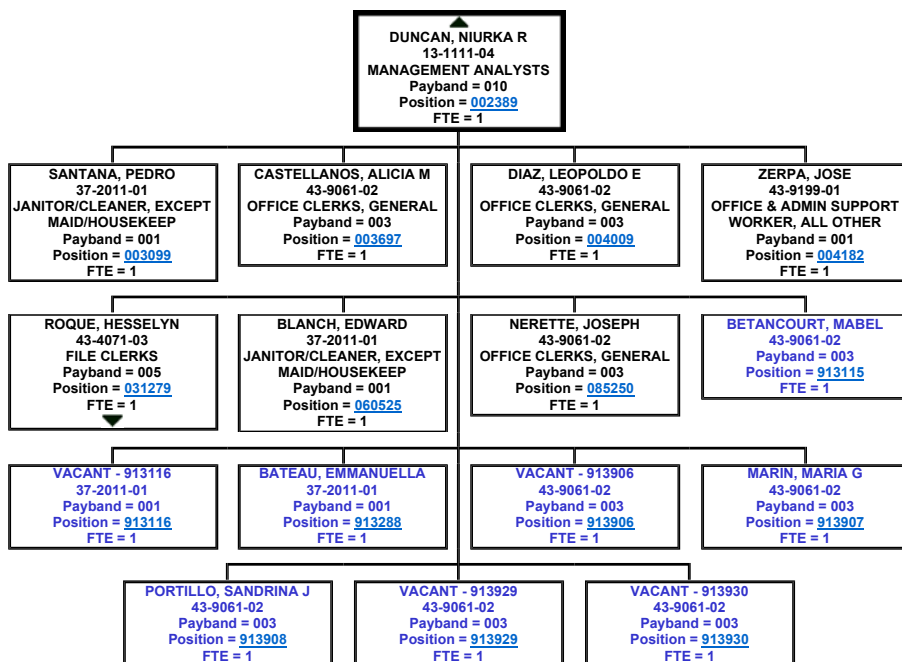 DUNCAN, NIURKA R
13-1111-04
MANAGEMENT ANALYSTS
Payband = 010
Position = 002389
FTE = 1
SANTANA, PEDRO
37-2011-01
JANITOR/CLEANER, EXCEPT
MAID/HOUSEKEEP
Payband = 001
Position = 003099
FTE = 1
CASTELLANOS, ALICIA M
43-9061-02
OFFICE CLERKS, GENERAL
Payband = 003
Position = 003697
FTE = 1
DIAZ, LEOPOLDO E
43-9061-02
OFFICE CLERKS, GENERAL
Payband = 003
Position = 004009
FTE = 1
ZERPA, JOSE
43-9199-01
OFFICE & ADMIN SUPPORT
WORKER, ALL OTHER
Payband = 001
Position = 004182
FTE = 1
ROQUE, HESSELYN
43-4071-03
FILE CLERKS
Payband = 005
Position = 031279
FTE = 1
BLANCH, EDWARD
37-2011-01
JANITOR/CLEANER, EXCEPT
MAID/HOUSEKEEP
Payband = 001
Position = 060525
FTE = 1
NERETTE, JOSEPH
43-9061-02
OFFICE CLERKS, GENERAL
Payband = 003
Position = 085250
FTE = 1
BETANCOURT, MABEL
43-9061-02
Payband = 003
Position = 913115
FTE = 1
VACANT - 913116
37-2011-01
Payband = 001
Position = 913116
FTE = 1
BATEAU, EMMANUELLA
37-2011-01
Payband = 001
Position = 913288
FTE = 1
VACANT - 913906
43-9061-02
Payband = 003
Position = 913906
FTE = 1
MARIN, MARIA G
43-9061-02
Payband = 003
Position = 913907
FTE = 1
PORTILLO, SANDRINA J
43-9061-02
Payband = 003
Position = 913908
FTE = 1
VACANT - 913929
43-9061-02
Payband = 003
Position = 913929
FTE = 1
VACANT - 913930
43-9061-02
Payband = 003
Position = 913930
FTE = 1